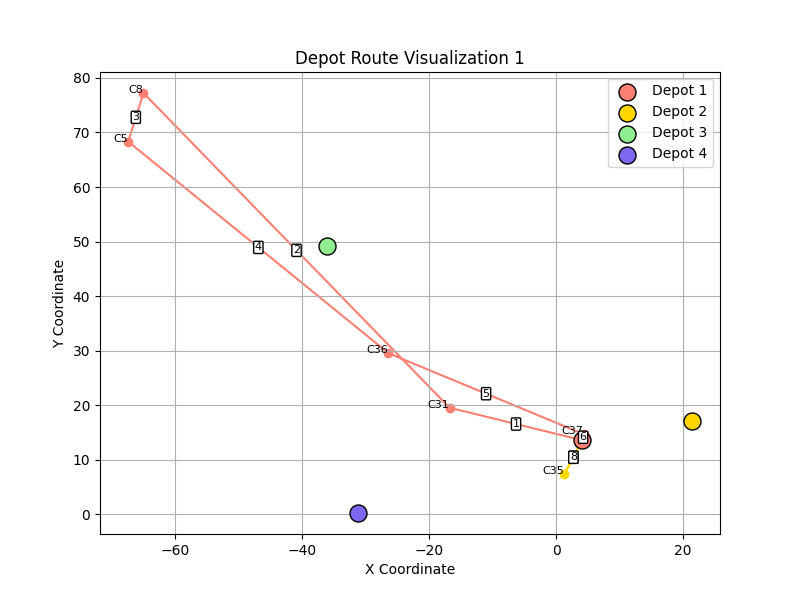 Depot Route Visualization 1
Depot 1
Depot 2
Depot 3
Depot 4
80
70
60
50
40
30
20
10
0
Y Coordinate
C8
3
C5
4
2
C36
5
C31
1
C37
6
8
C35
−60
−40
−20
0
20
X Coordinate